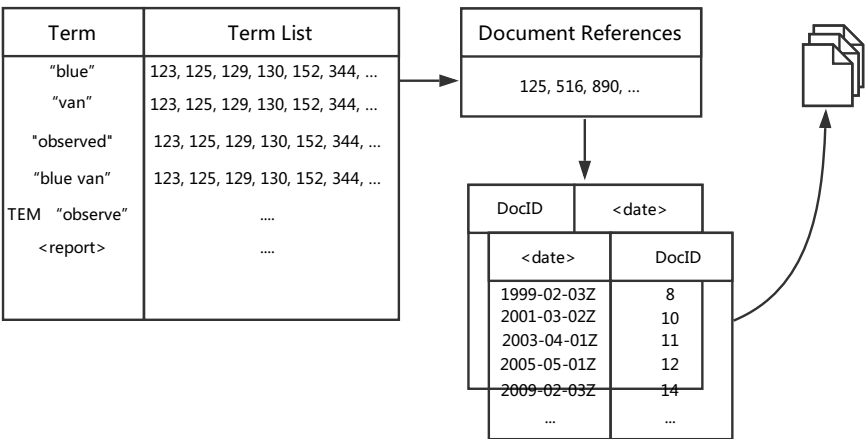 Term Term List
“blue” 123, 125, 129, 130, 152, 344, ...
“van” 123, 125, 129, 130, 152, 344, ...
"observed" 123, 125, 129, 130, 152, 344, ...
“blue van” 123, 125, 129, 130, 152, 344, ...
TEM “observe” ....
<report> ....
Document References
125, 516, 890, ...
DocID <date>
<date> DocID
1999-02-03Z 8
2001-03-02Z 10
2003-04-01Z 11
2005-05-01Z 12
2009-02-03Z 14
... ...